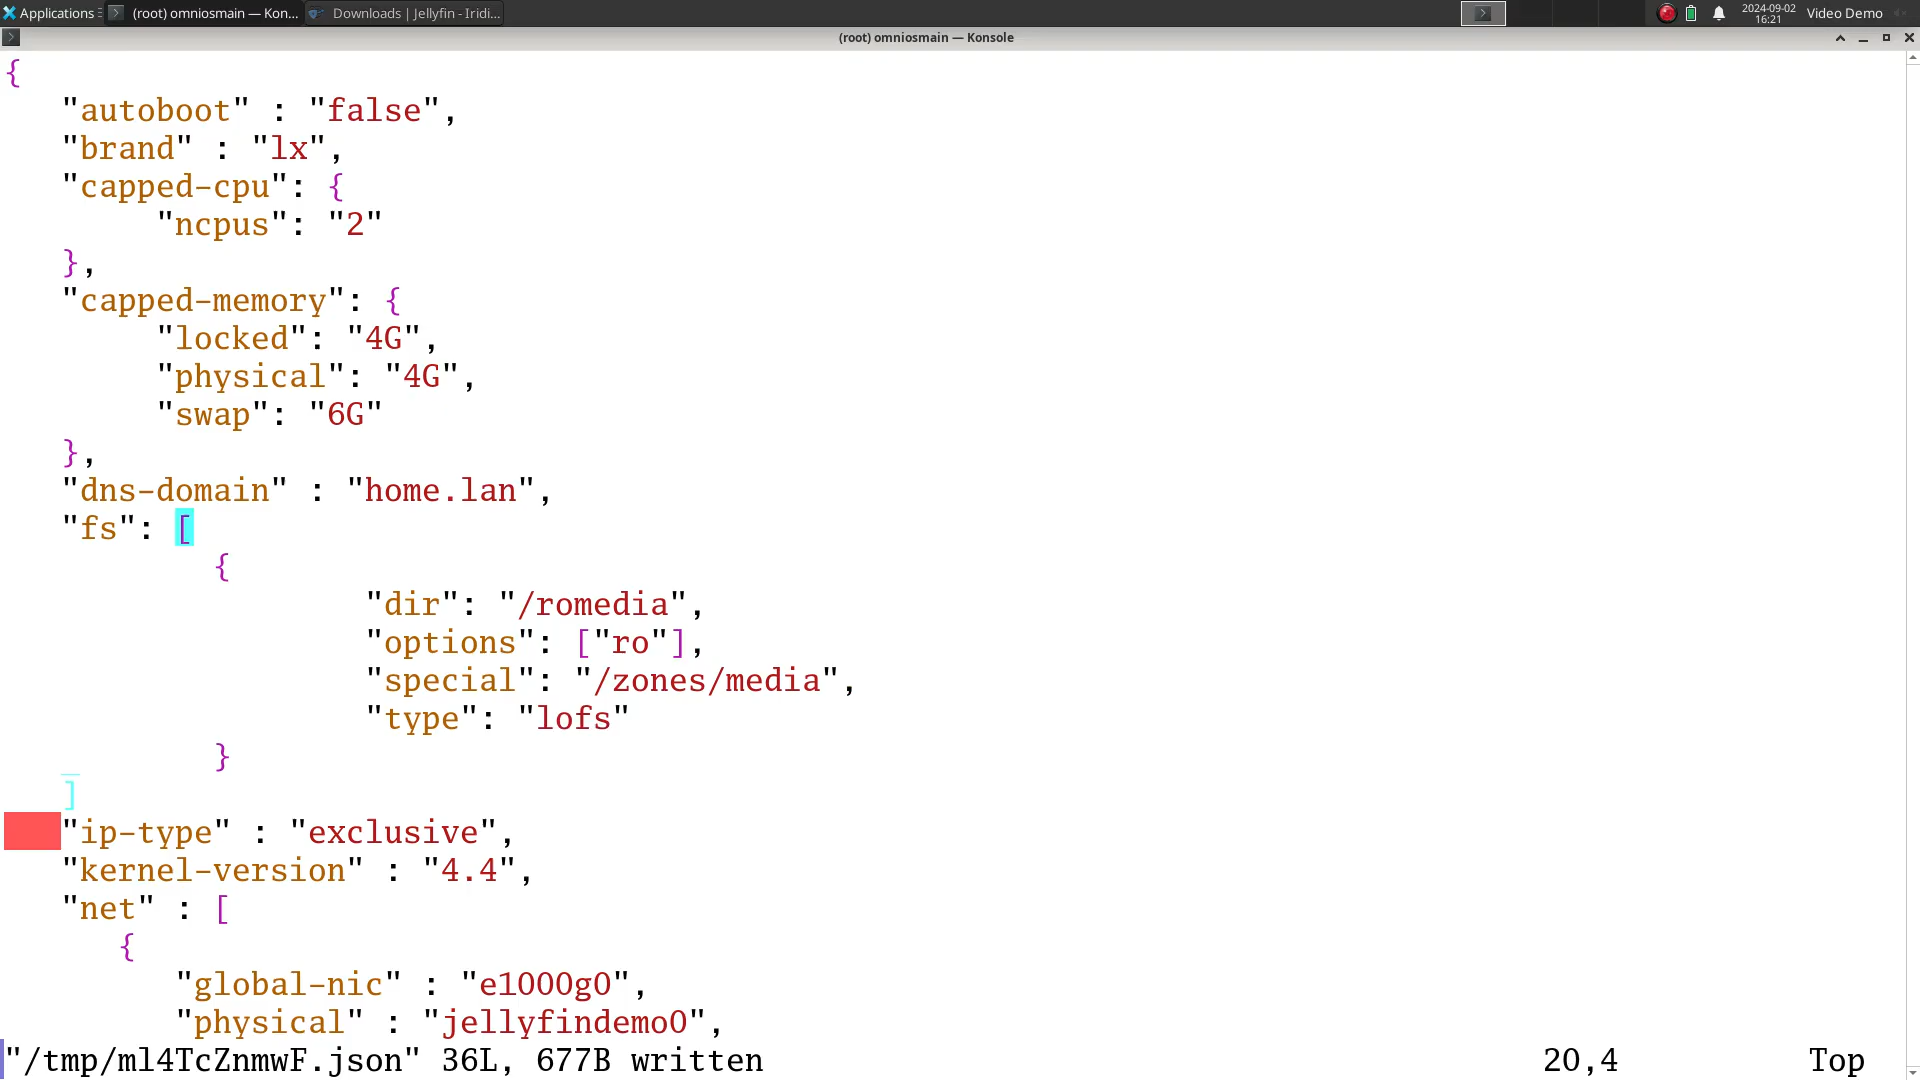 Applications
(root) omniosmain — Kon...
Downloads | Jellyfin - Iridi...
2024-09-02
16:21
Video Demo
(root) omniosmain — Konsole
{
"autoboot" : "false",
"brand" : "lx",
"capped-cpu": {
"ncpus": "2"
},
"capped-memory": {
"locked": "4G",
"physical": "4G",
"swap": "6G"
},
"dns-domain" : "home.lan",
"fs": [
{
"dir": "/romedia",
"options": ["ro"],
"special": "/zones/media",
"type": "lofs"
}
]
"ip-type" : "exclusive",
"kernel-version" : "4.4",
"net" : [
{
"global-nic" : "e1000g0",
"physical" : "jellyfindemo0",
"/tmp/ml4TcZnmwF.json" 36L, 677B written
20,4
Top